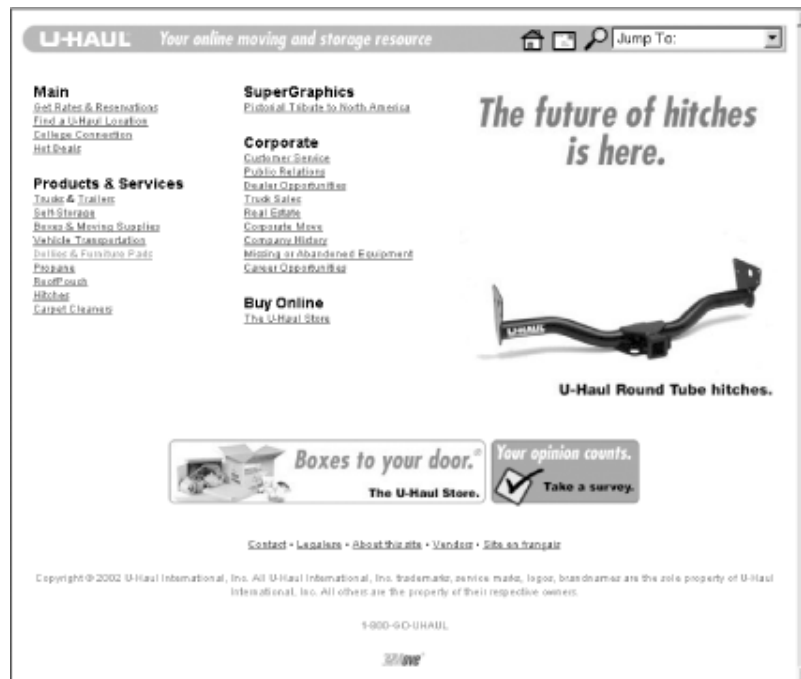 U-HAUL Your online moving and storage resource
Jump To:
Main
Get Rates & Reservations
Find a U-Haul Location
College Connection
Hot Deals
Products & Services
Trucks & Trailers
Self-Storage
Boxes & Moving Supplies
Vehicle Transportation
Dollies & Furniture Pads
Propane
RoofPouch
Hitches
Carpet Cleaners
SuperGraphics
Pictorial Tribute to North America
Corporate
Customer Service
Public Relations
Dealer Opportunities
Truck Sales
Real Estate
Corporate Move
Company History
Missing or Abandoned Equipment
Career Opportunities
Buy Online
The U-Haul Store
The future of hitches
is here.
U-HAUL
U-Haul Round Tube hitches.
Boxes to your door.®
The U-Haul Store.
Your opinion counts.
Take a survey.
Contact • Legalese • About this site • Vendors • Site en français
Copyright © 2002 U-Haul International, Inc. All U-Haul International, Inc. trademarks, service marks, logos, brandnames are the sole property of U-Haul
International, Inc. All others are the property of their respective owners.
1-800-GO-UHAUL